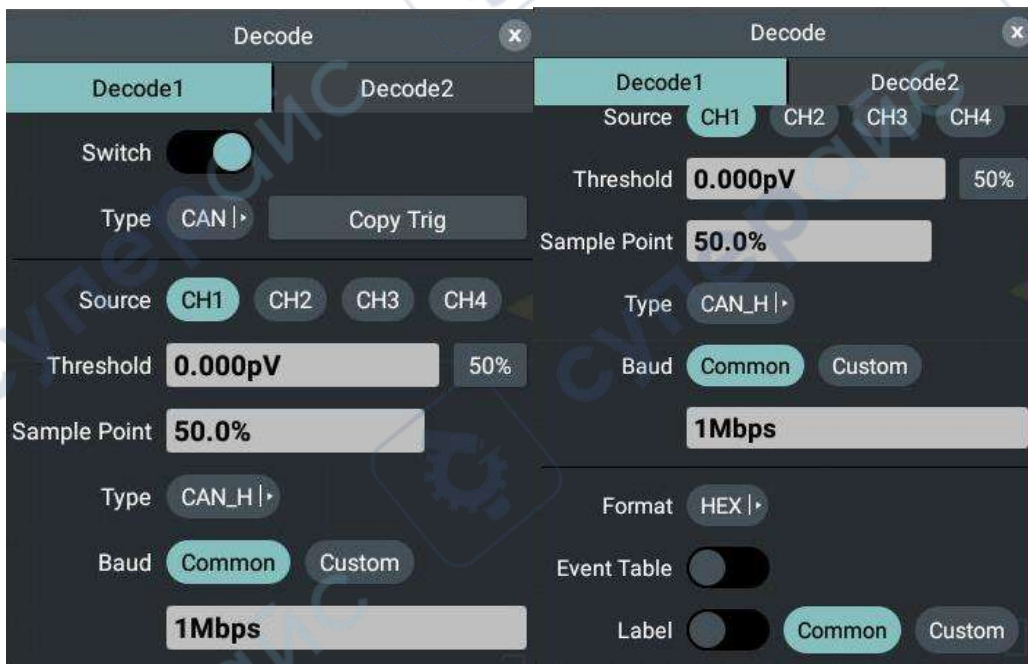 Decode x
Decode1 Decode2
Switch
Type CAN Copy Trig
Source CH1 CH2 CH3 CH4
Threshold 0.000pV 50%
Sample Point 50.0%
Type CAN_H
Baud Common Custom
1Mbps
Decode x
Decode1 Decode2
Source CH1 CH2 CH3 CH4
Threshold 0.000pV 50%
Sample Point 50.0%
Type CAN_H
Baud Common Custom
1Mbps
Format HEX
Event Table
Label Common Custom
суперайс
суперайс